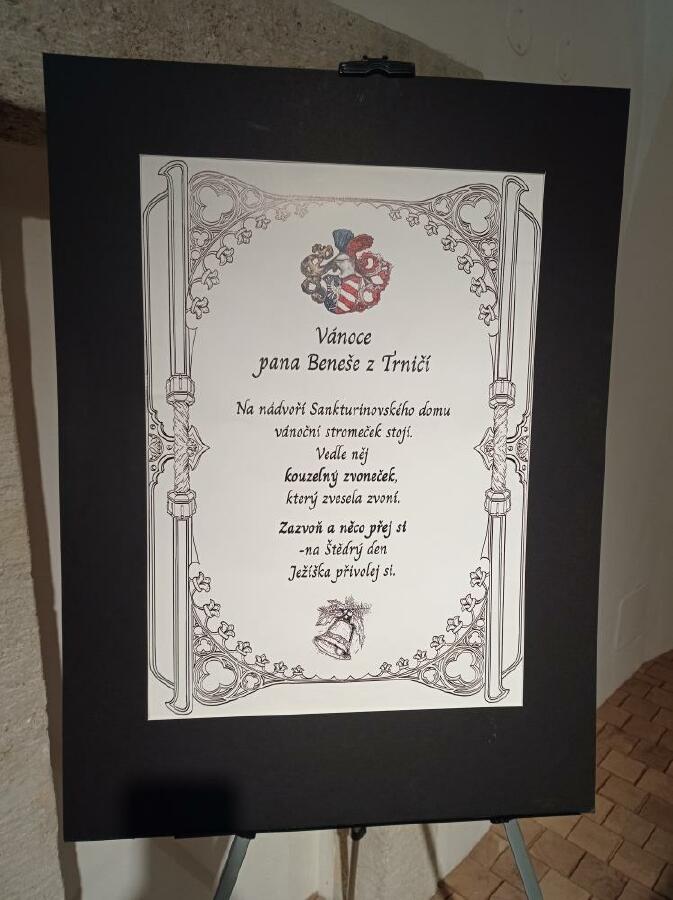 Vánoce
pana Beneše z Trničí
Na nádvoří Sankturinovského domu
vánoční stromeček stojí.
Vedle něj
kouzelný zvoneček,
který zvesela zvoní.
Zazvoň a něco přej si
-na Štědrý den
Ježíška přivolej si.